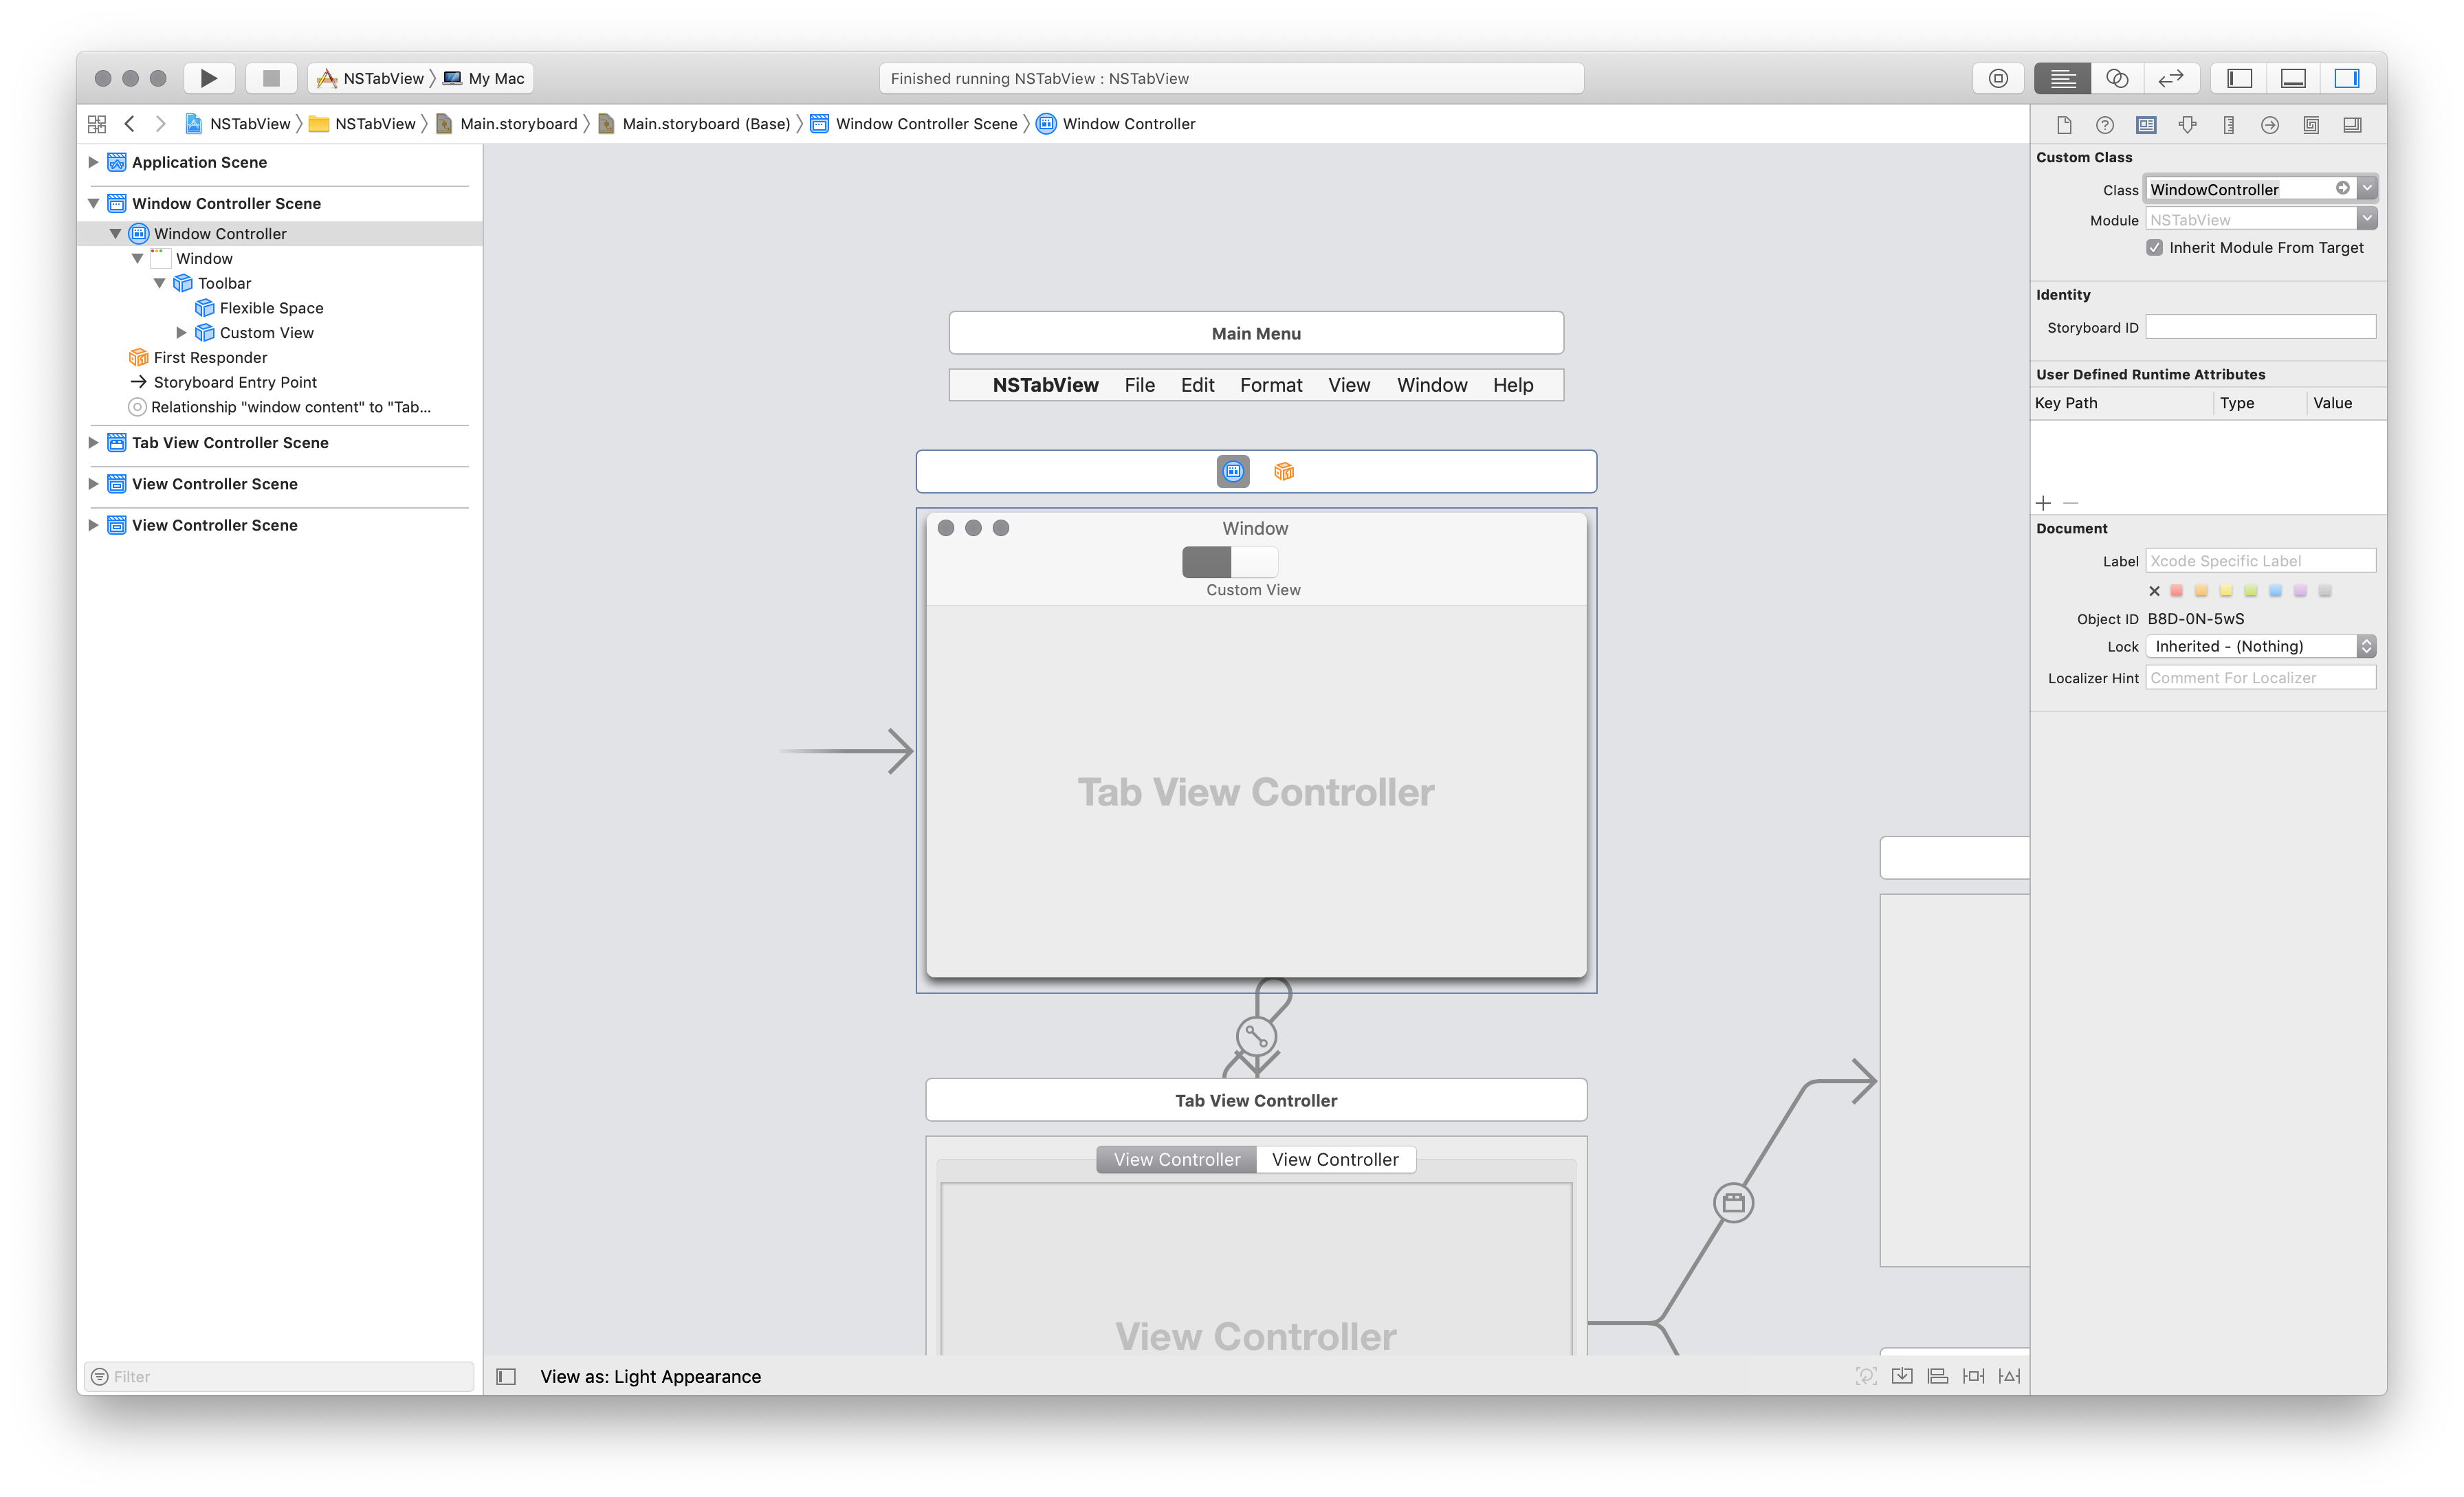 NSTabView 〉 My Mac
Finished running NSTabView : NSTabView
NSTabView 〉 NSTabView 〉 Main.storyboard 〉 Main.storyboard (Base) 〉 Window Controller Scene 〉 Window Controller
Application Scene
Window Controller Scene
Window Controller
Window
Toolbar
Flexible Space
Custom View
First Responder
Storyboard Entry Point
Relationship "window content" to "Tab...
Tab View Controller Scene
View Controller Scene
View Controller Scene
Filter
Main Menu
NSTabView File Edit Format View Window Help
Window
Custom View
Tab View Controller
Tab View Controller
View Controller View Controller
View Controller
View as: Light Appearance
Custom Class
Class WindowController
Module NSTabView
Inherit Module From Target
Identity
Storyboard ID
User Defined Runtime Attributes
Key Path Type Value
Document
Label Xcode Specific Label
Object ID B8D-0N-5wS
Lock Inherited - (Nothing)
Localizer Hint Comment For Localizer